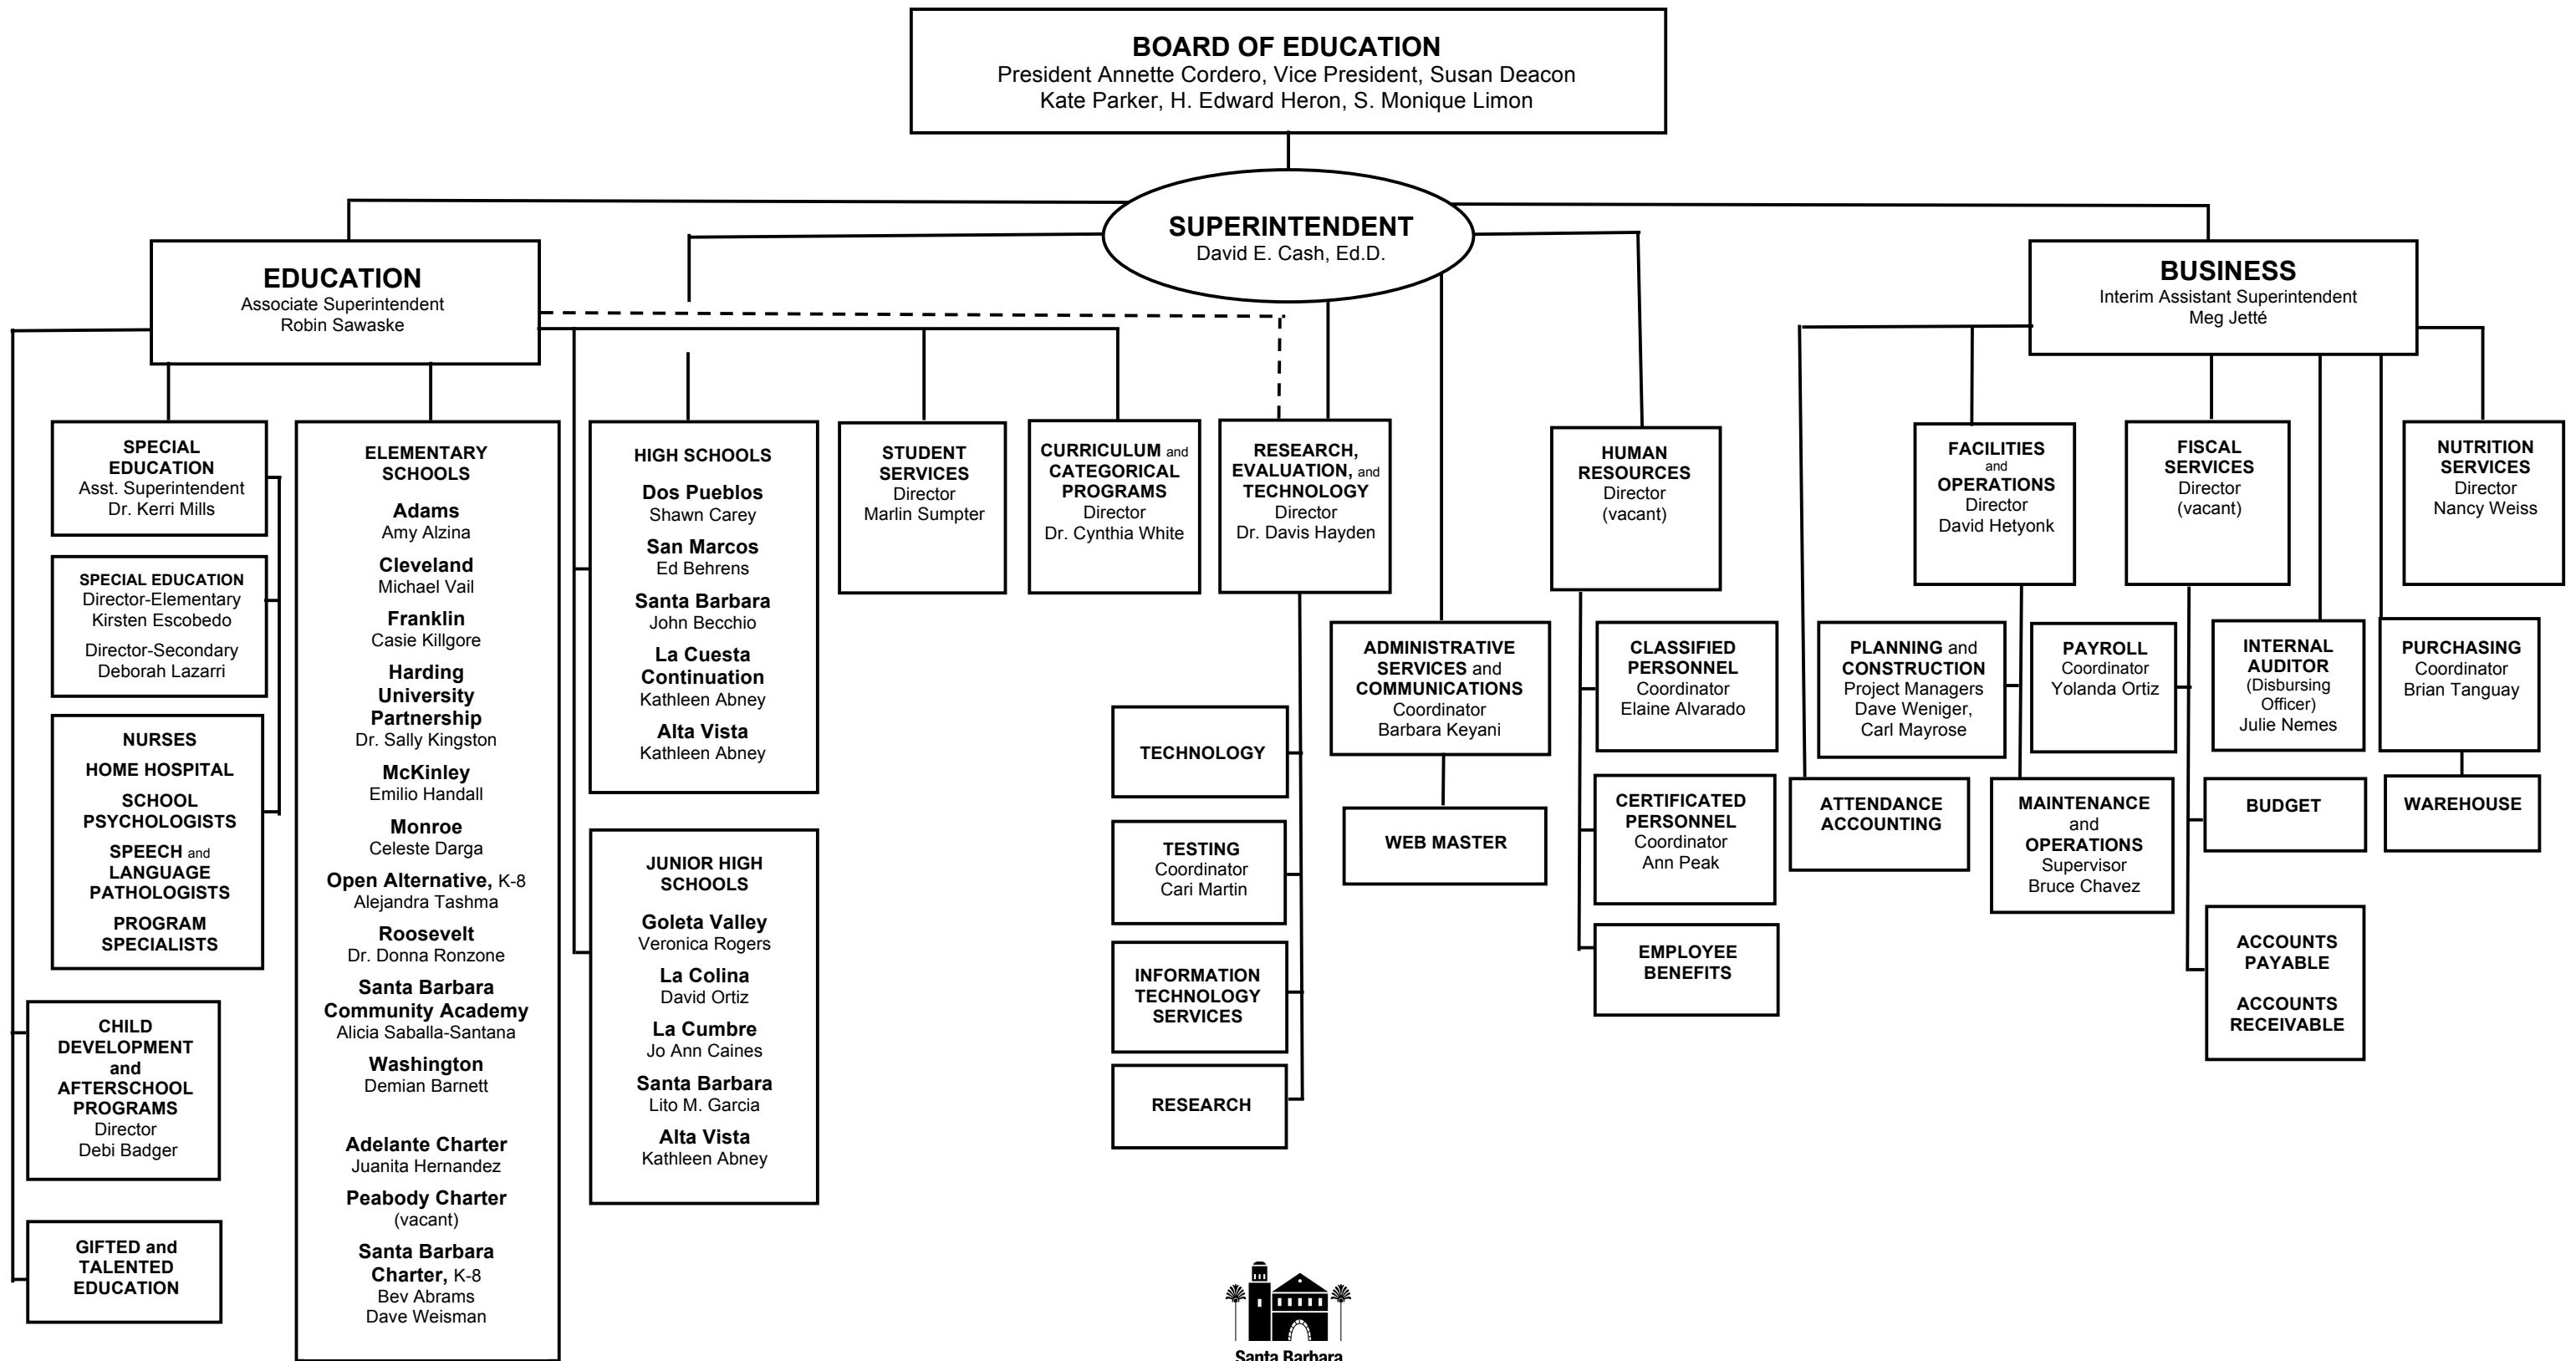 BOARD OF EDUCATION
President Annette Cordero, Vice President, Susan Deacon
Kate Parker, H. Edward Heron, S. Monique Limon
SUPERINTENDENT
David E. Cash, Ed.D.
EDUCATION
Associate Superintendent
Robin Sawaske
BUSINESS
Interim Assistant Superintendent
Meg Jetté
SPECIAL
EDUCATION
Asst. Superintendent
Dr. Kerri Mills
SPECIAL EDUCATION
Director-Elementary
Kirsten Escobedo
Director-Secondary
Deborah Lazarri
NURSES
HOME HOSPITAL
SCHOOL
PSYCHOLOGISTS
SPEECH and
LANGUAGE
PATHOLOGISTS
PROGRAM
SPECIALISTS
CHILD
DEVELOPMENT
and
AFTERSCHOOL
PROGRAMS
Director
Debi Badger
GIFTED and
TALENTED
EDUCATION
ELEMENTARY
SCHOOLS
Adams
Amy Alzina
Cleveland
Michael Vail
Franklin
Casie Killgore
Harding
University
Partnership
Dr. Sally Kingston
McKinley
Emilio Handall
Monroe
Celeste Darga
Open Alternative, K-8
Alejandra Tashma
Roosevelt
Dr. Donna Ronzone
Santa Barbara
Community Academy
Alicia Saballa-Santana
Washington
Demian Barnett
Adelante Charter
Juanita Hernandez
Peabody Charter
(vacant)
Santa Barbara
Charter, K-8
Bev Abrams
Dave Weisman
HIGH SCHOOLS
Dos Pueblos
Shawn Carey
San Marcos
Ed Behrens
Santa Barbara
John Becchio
La Cuesta
Continuation
Kathleen Abney
Alta Vista
Kathleen Abney
JUNIOR HIGH
SCHOOLS
Goleta Valley
Veronica Rogers
La Colina
David Ortiz
La Cumbre
Jo Ann Caines
Santa Barbara
Lito M. Garcia
Alta Vista
Kathleen Abney
STUDENT
SERVICES
Director
Marlin Sumpter
CURRICULUM and
CATEGORICAL
PROGRAMS
Director
Dr. Cynthia White
RESEARCH,
EVALUATION, and
TECHNOLOGY
Director
Dr. Davis Hayden
TECHNOLOGY
TESTING
Coordinator
Cari Martin
INFORMATION
TECHNOLOGY
SERVICES
RESEARCH
ADMINISTRATIVE
SERVICES and
COMMUNICATIONS
Coordinator
Barbara Keyani
WEB MASTER
HUMAN
RESOURCES
Director
(vacant)
CLASSIFIED
PERSONNEL
Coordinator
Elaine Alvarado
CERTIFICATED
PERSONNEL
Coordinator
Ann Peak
EMPLOYEE
BENEFITS
FACILITIES
and
OPERATIONS
Director
David Hetyonk
PLANNING and
CONSTRUCTION
Project Managers
Dave Weniger,
Carl Mayrose
ATTENDANCE
ACCOUNTING
MAINTENANCE
and
OPERATIONS
Supervisor
Bruce Chavez
FISCAL
SERVICES
Director
(vacant)
PAYROLL
Coordinator
Yolanda Ortiz
INTERNAL
AUDITOR
(Disbursing
Officer)
Julie Nemes
BUDGET
ACCOUNTS
PAYABLE
ACCOUNTS
RECEIVABLE
NUTRITION
SERVICES
Director
Nancy Weiss
PURCHASING
Coordinator
Brian Tanguay
WAREHOUSE
Santa Barbara